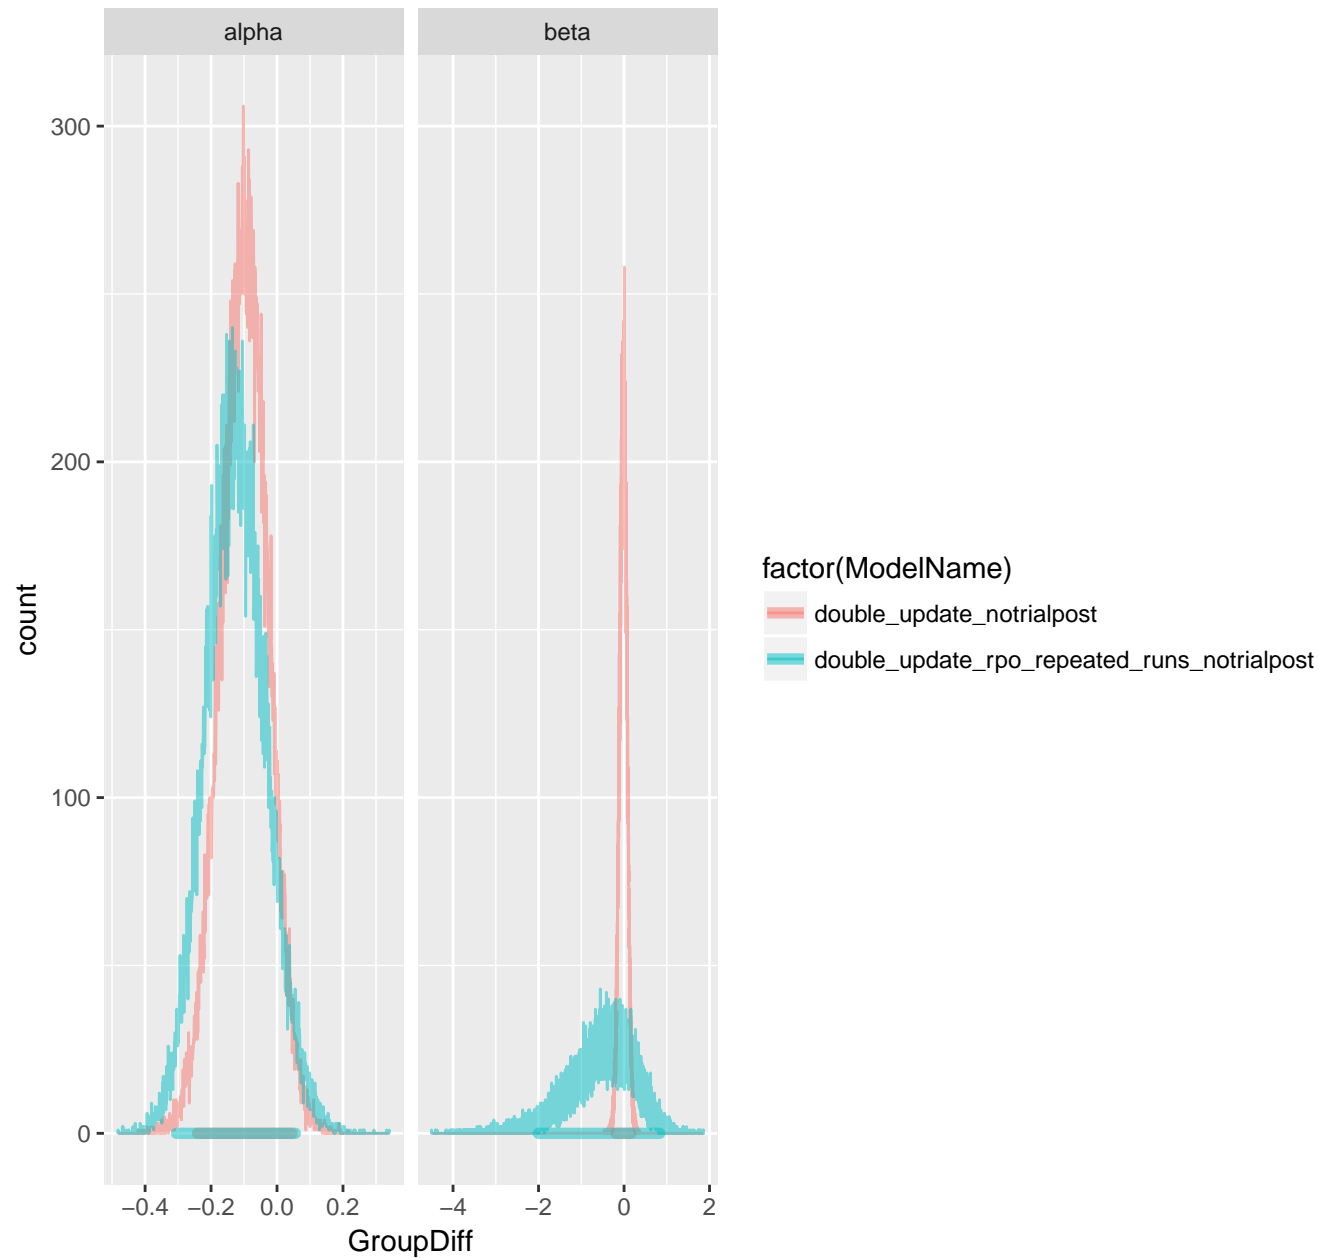 alpha
beta
300
200
100
0
count
−0.4 −0.2 0.0 0.2
−4 −2 0 2
GroupDiff
factor(ModelName)
double_update_notrialpost
double_update_rpo_repeated_runs_notrialpost